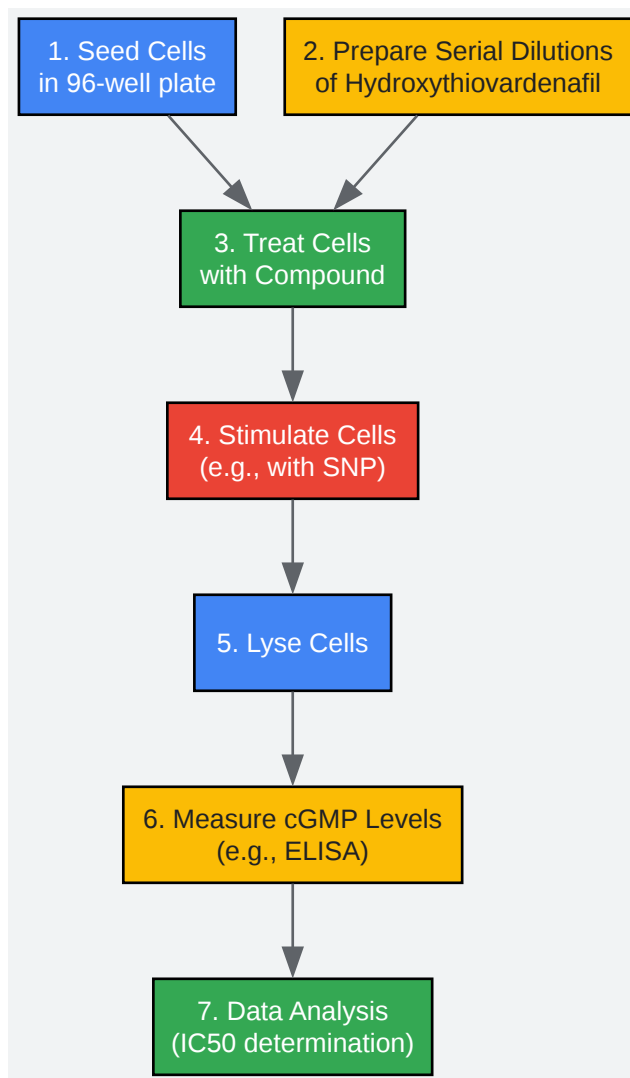 1. Seed Cells
in 96-well plate
2. Prepare Serial Dilutions
of Hydroxythiovardenafil
3. Treat Cells
with Compound
4. Stimulate Cells
(e.g., with SNP)
5. Lyse Cells
6. Measure cGMP Levels
(e.g., ELISA)
7. Data Analysis
(IC50 determination)